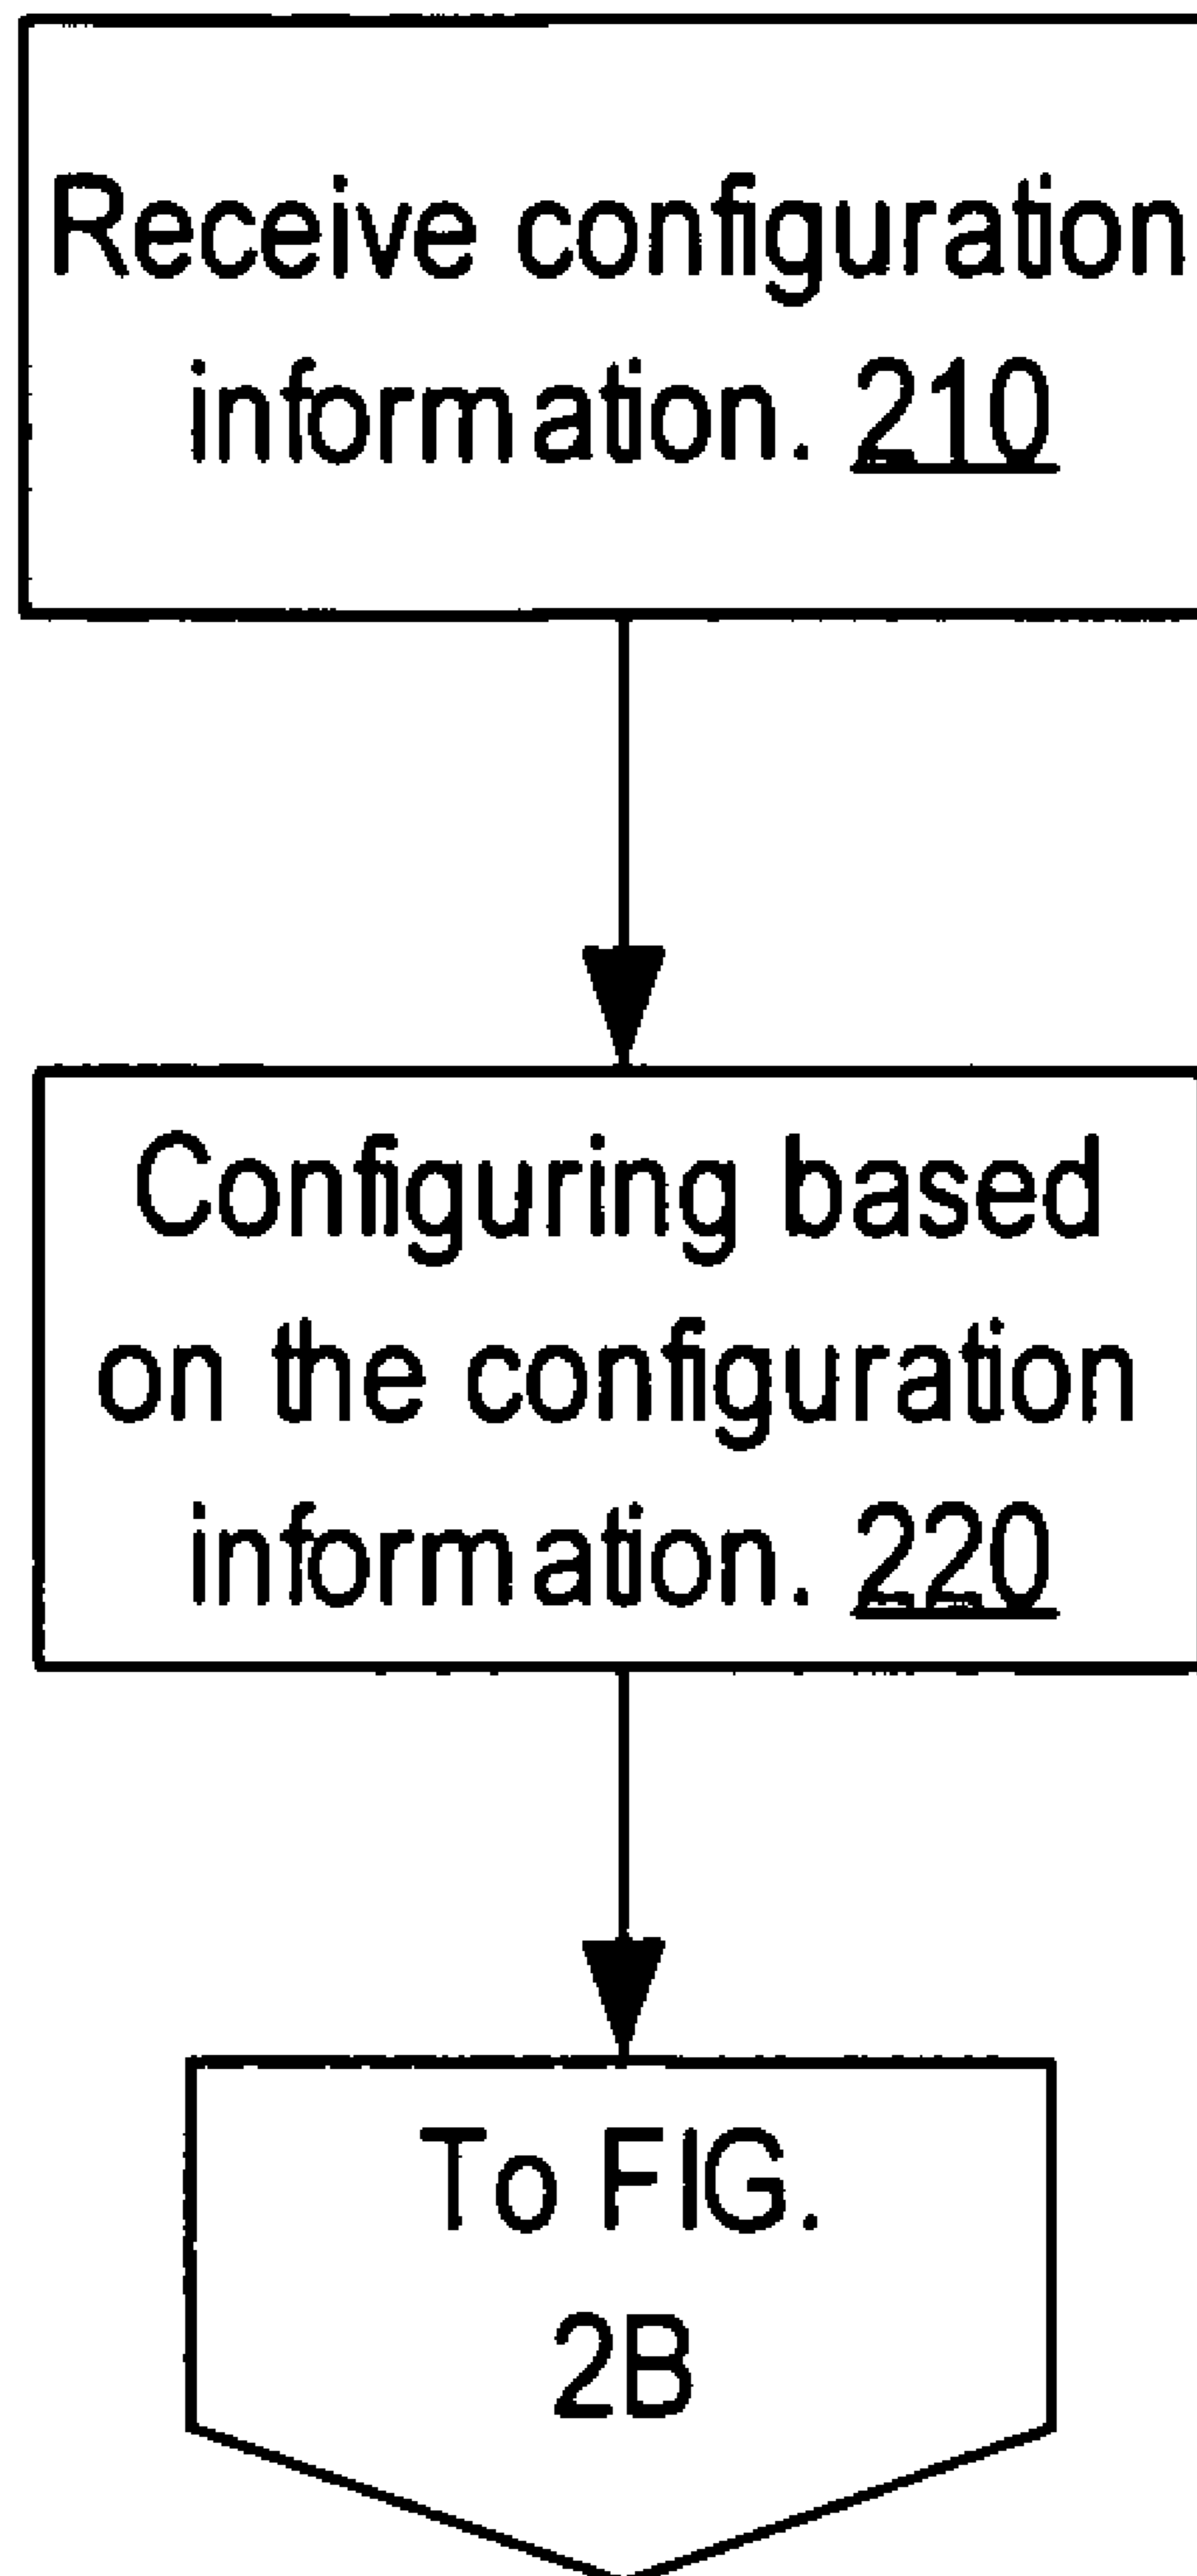 Receive configuration
information. 210
Configuring based
on the configuration
information. 220
To FIG.
2B